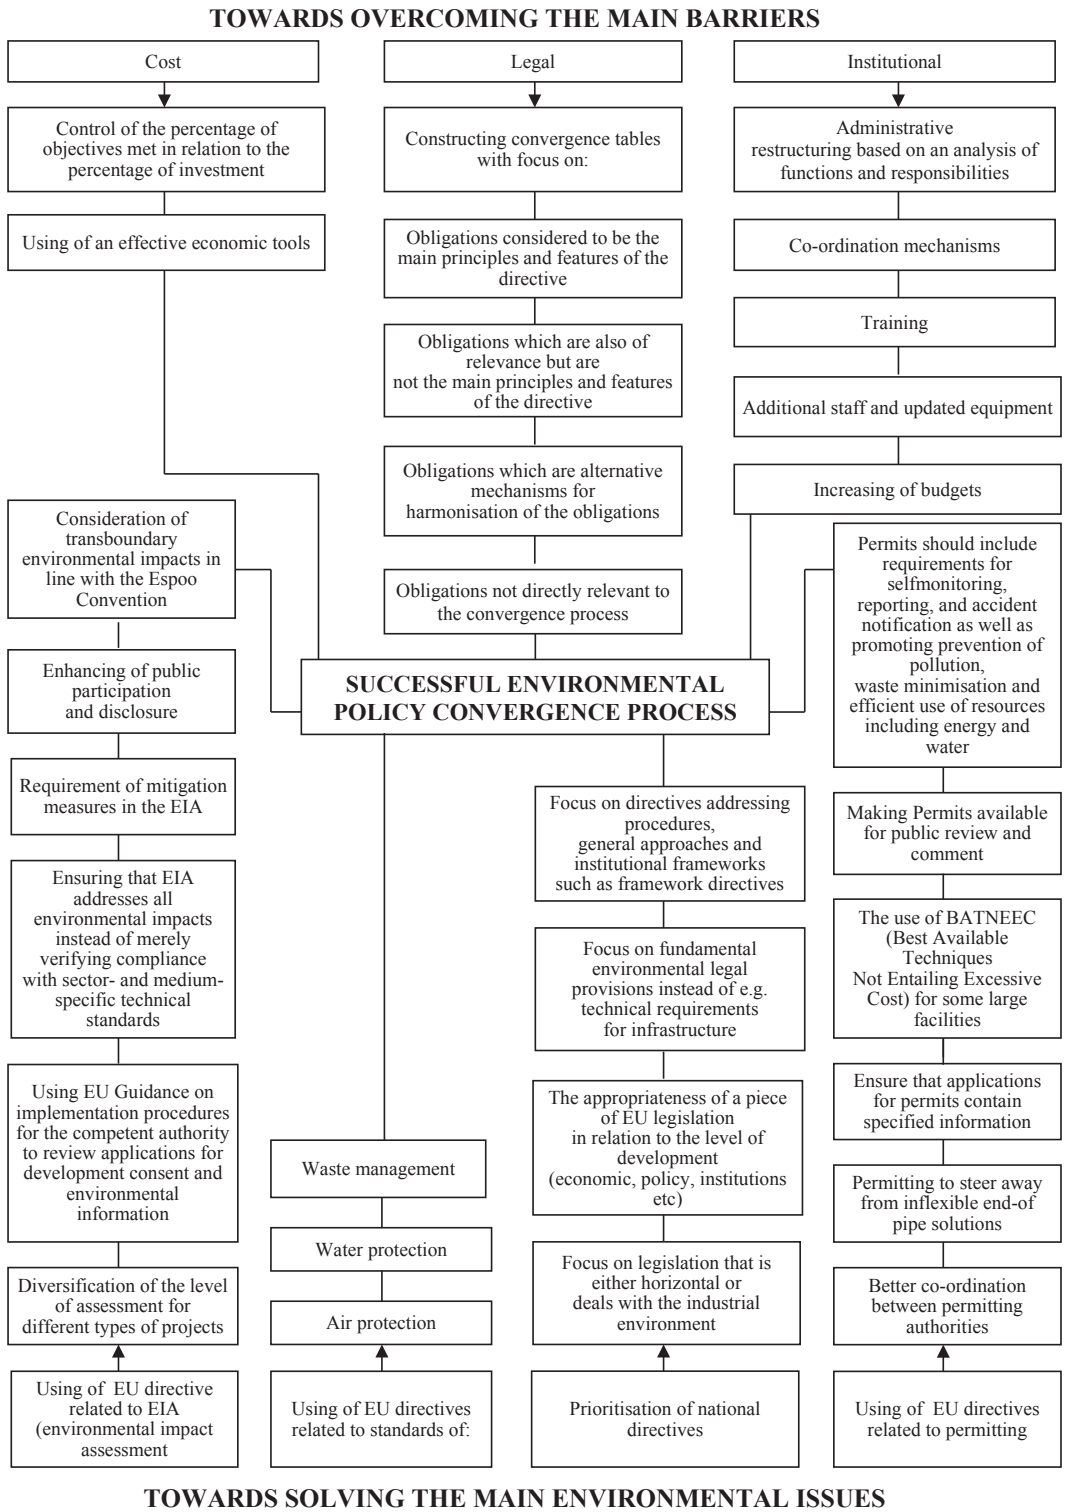 TOWARDS OVERCOMING THE MAIN BARRIERS
Cost
Control of the percentage of
objectives met in relation to the
percentage of investment
Using of an effective economic tools
Legal
Constructing convergence tables
with focus on:
Obligations considered to be the
main principles and features of the
directive
Obligations which are also of
relevance but are
not the main principles and features
of the directive
Obligations which are alternative
mechanisms for
harmonisation of the obligations
Obligations not directly relevant to
the convergence process
Institutional
Administrative
restructuring based on an analysis of
functions and responsibilities
Co-ordination mechanisms
Training
Additional staff and updated equipment
Increasing of budgets
SUCCESSFUL ENVIRONMENTAL
POLICY CONVERGENCE PROCESS
Consideration of
transboundary
environmental impacts in
line with the Espoo
Convention
Enhancing of public
participation
and disclosure
Requirement of mitigation
measures in the EIA
Ensuring that EIA
addresses all
environmental impacts
instead of merely
verifying compliance
with sector- and medium-
specific technical
standards
Using EU Guidance on
implementation procedures
for the competent authority
to review applications for
development consent and
environmental
information
Diversification of the level
of assessment for
different types of projects
Using of EU directive
related to EIA
(environmental impact
assessment
Waste management
Water protection
Air protection
Using of EU directives
related to standards of:
Focus on directives addressing
procedures,
general approaches and
institutional frameworks
such as framework directives
Focus on fundamental
environmental legal
provisions instead of e.g.
technical requirements
for infrastructure
The appropriateness of a piece
of EU legislation
in relation to the level of
development
(economic, policy, institutions
etc)
Focus on legislation that is
either horizontal or
deals with the industrial
environment
Prioritisation of national
directives
Permits should include
requirements for
selfmonitoring,
reporting, and accident
notification as well as
promoting prevention of
pollution,
waste minimisation and
efficient use of resources
including energy and
water
Making Permits available
for public review and
comment
The use of BATNEEC
(Best Available
Techniques
Not Entailing Excessive
Cost) for some large
facilities
Ensure that applications
for permits contain
specified information
Permitting to steer away
from inflexible end-of
pipe solutions
Better co-ordination
between permitting
authorities
Using of EU directives
related to permitting
TOWARDS SOLVING THE MAIN ENVIRONMENTAL ISSUES